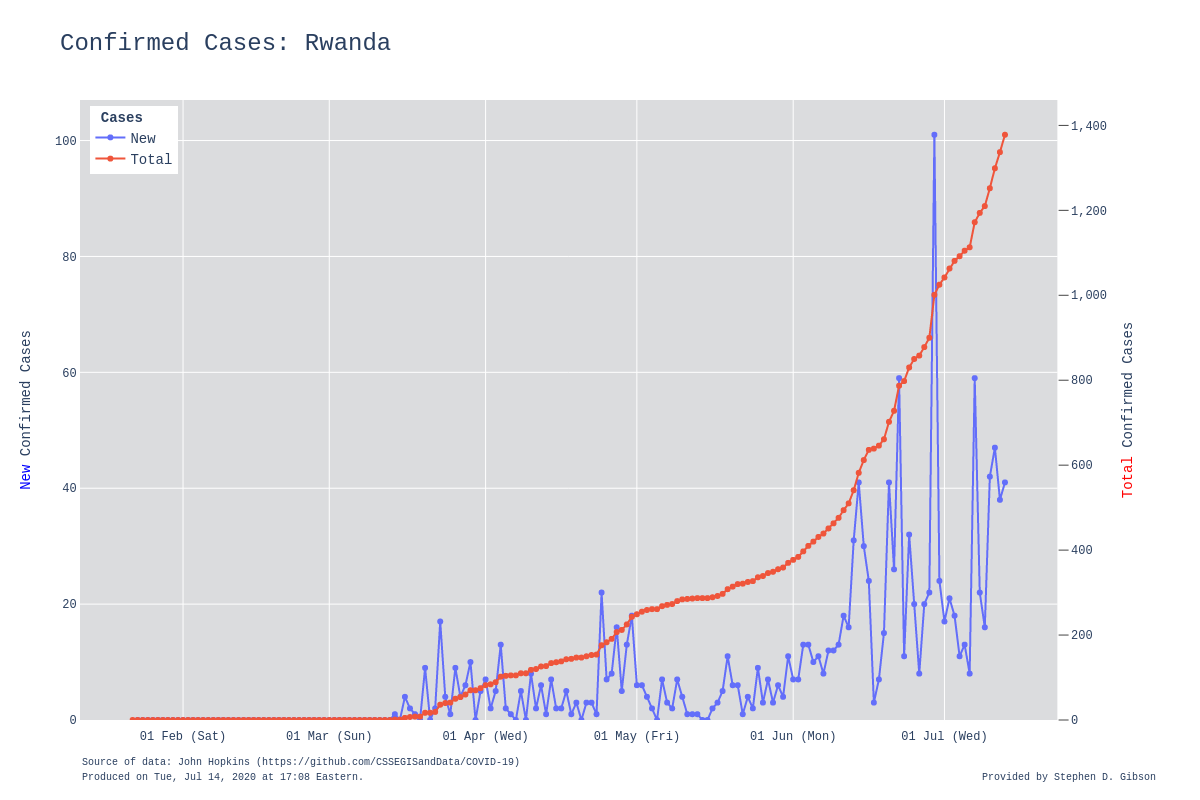 Confirmed Cases: Rwanda
Cases
New
Total
100
80
60
40
20
0
1,400
1,200
1,000
800
600
400
200
0
New Confirmed Cases
Total Confirmed Cases
01 Feb (Sat) 01 Mar (Sun) 01 Apr (Wed) 01 May (Fri) 01 Jun (Mon) 01 Jul (Wed)
Source of data: John Hopkins (https://github.com/CSSEGISandData/COVID-19)
Produced on Tue, Jul 14, 2020 at 17:08 Eastern.
Provided by Stephen D. Gibson